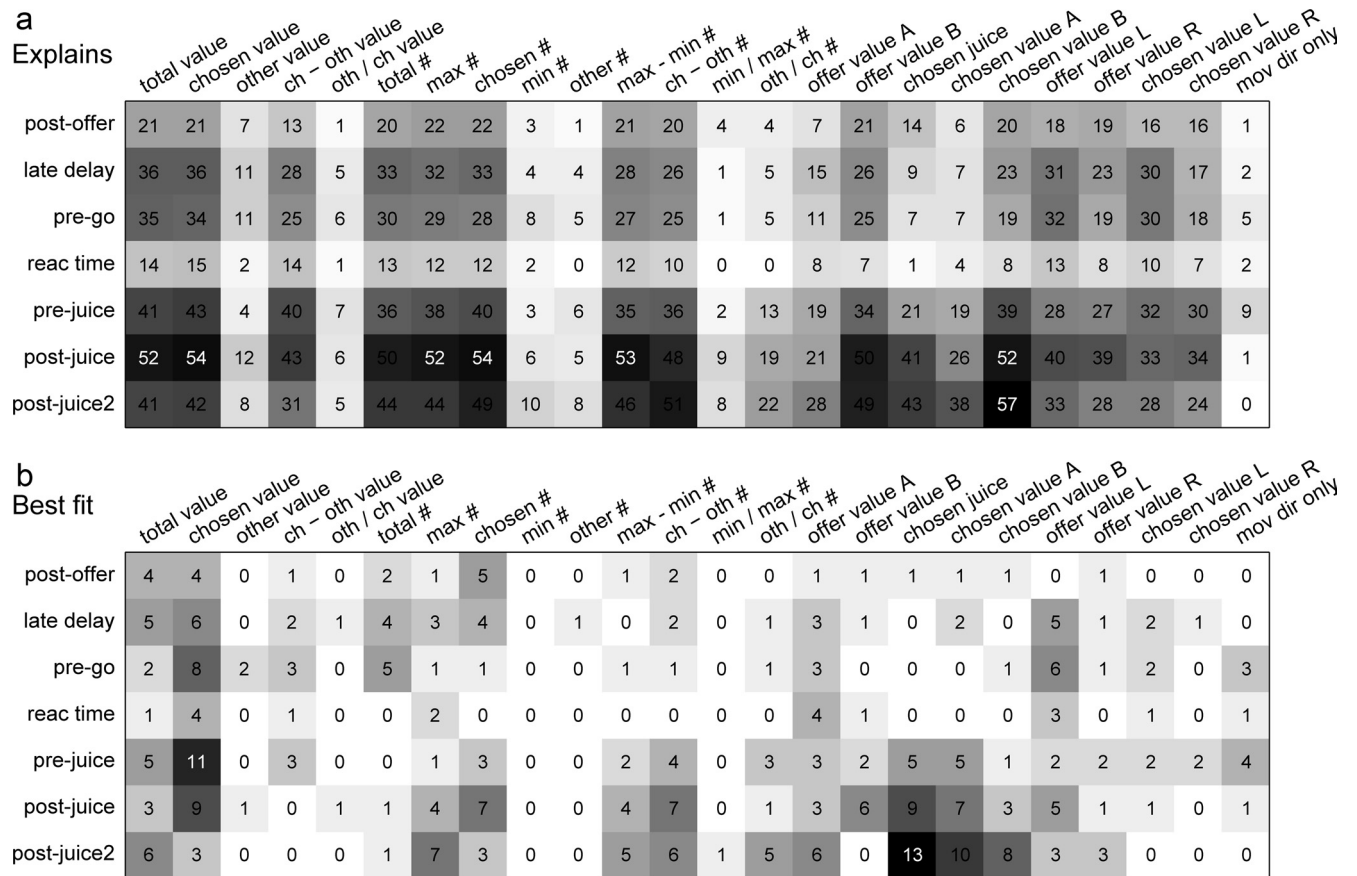 a
Explains
total value chosen value other value ch – oth value oth / ch value total # max # chosen # min # other # max - min # ch – oth # min / max # oth / ch # offer value A offer value B chosen juice chosen value A chosen value B offer value L offer value R chosen value L chosen value R mov dir only
post-offer 21 21 7 13 1 20 22 22 3 1 21 20 4 4 7 21 14 6 20 18 19 16 16 1
late delay 36 36 11 28 5 33 32 33 4 4 28 26 1 5 15 26 9 7 23 31 23 30 17 2
pre-go 35 34 11 25 6 30 29 28 8 5 27 25 1 5 11 25 7 7 19 32 19 30 18 5
reac time 14 15 2 14 1 13 12 12 2 0 12 10 0 0 8 7 1 4 8 13 8 10 7 2
pre-juice 41 43 4 40 7 36 38 40 3 6 35 36 2 13 19 34 21 19 39 28 27 32 30 9
post-juice 52 54 12 43 6 50 52 54 6 5 53 48 9 19 21 50 41 26 52 40 39 33 34 1
post-juice2 41 42 8 31 5 44 44 49 10 8 46 51 8 22 28 49 43 38 57 33 28 28 24 0
b
Best fit
total value chosen value other value ch – oth value oth / ch value total # max # chosen # min # other # max - min # ch – oth # min / max # oth / ch # offer value A offer value B chosen juice chosen value A chosen value B offer value L offer value R chosen value L chosen value R mov dir only
post-offer 4 4 0 1 0 2 1 5 0 0 1 2 0 0 1 1 1 1 1 0 1 0 0 0
late delay 5 6 0 2 1 4 3 4 0 1 0 2 0 1 3 1 0 2 0 5 1 2 1 0
pre-go 2 8 2 3 0 5 1 1 0 0 1 1 0 1 3 0 0 0 1 6 1 2 0 3
reac time 1 4 0 1 0 0 2 0 0 0 0 0 0 0 4 1 0 0 0 3 0 1 0 1
pre-juice 5 11 0 3 0 0 1 3 0 0 2 4 0 3 3 2 5 5 1 2 2 2 2 4
post-juice 3 9 1 0 1 1 4 7 0 0 4 7 0 1 3 6 9 7 3 5 1 1 0 1
post-juice2 6 3 0 0 0 1 7 3 0 0 5 6 1 5 6 0 13 10 8 3 3 0 0 0